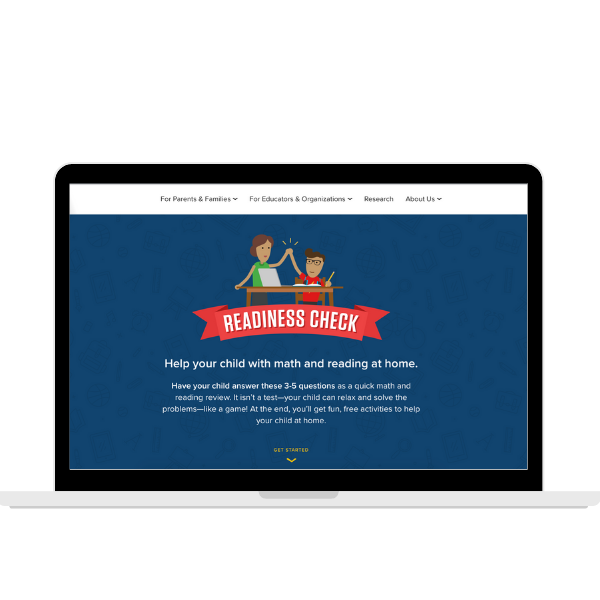 For Parents & Families For Educators & Organizations Research About Us
READINESS CHECK
Help your child with math and reading at home.
Have your child answer these 3-5 questions as a quick math and
reading review. It isn't a test—your child can relax and solve the
problems—like a game! At the end, you'll get fun, free activities to help
your child at home.
GET STARTED